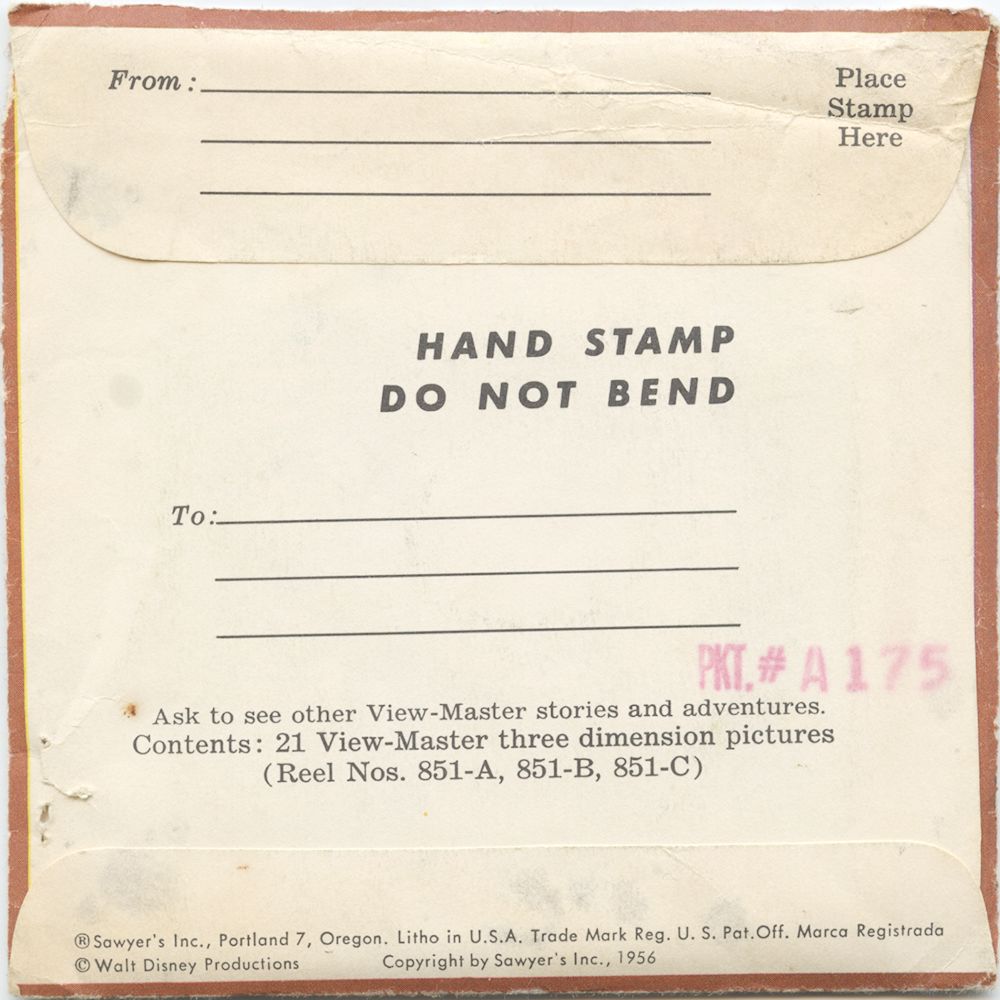 From :
Place
Stamp
Here
HAND STAMP
DO NOT BEND
To:
PKT. # A 175
Ask to see other View-Master stories and adventures.
Contents: 21 View-Master three dimension pictures
(Reel Nos. 851-A, 851-B, 851-C)
®Sawyer's Inc., Portland 7, Oregon. Litho in U.S.A. Trade Mark Reg. U. S. Pat.Off. Marca Registrada
©Walt Disney Productions Copyright by Sawyer's Inc., 1956